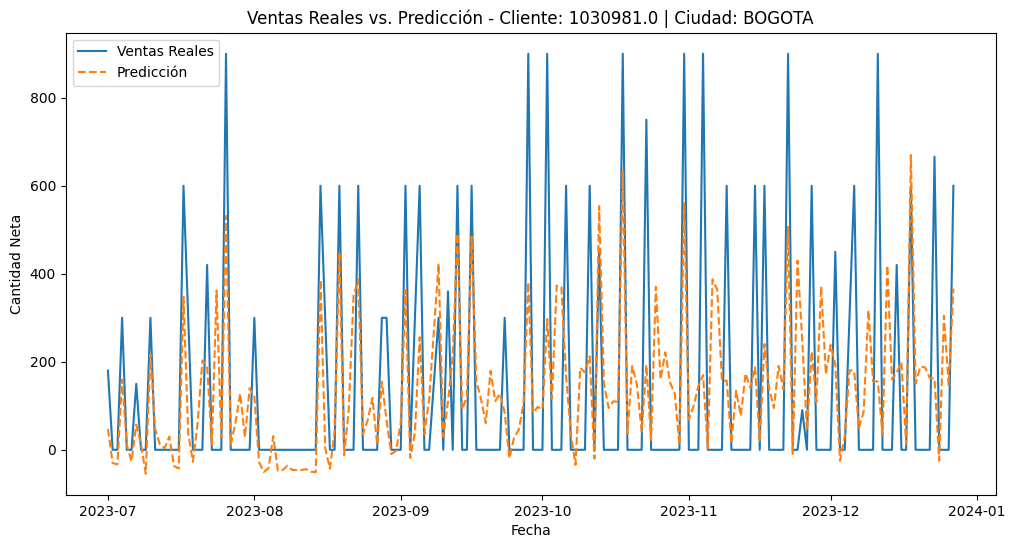 Ventas Reales vs. Predicción - Cliente: 1030981.0 | Ciudad: BOGOTA
Ventas Reales
Predicción
Cantidad Neta
800
600
400
200
0
2023-07
2023-08
2023-09
2023-10
2023-11
2023-12
2024-01
Fecha